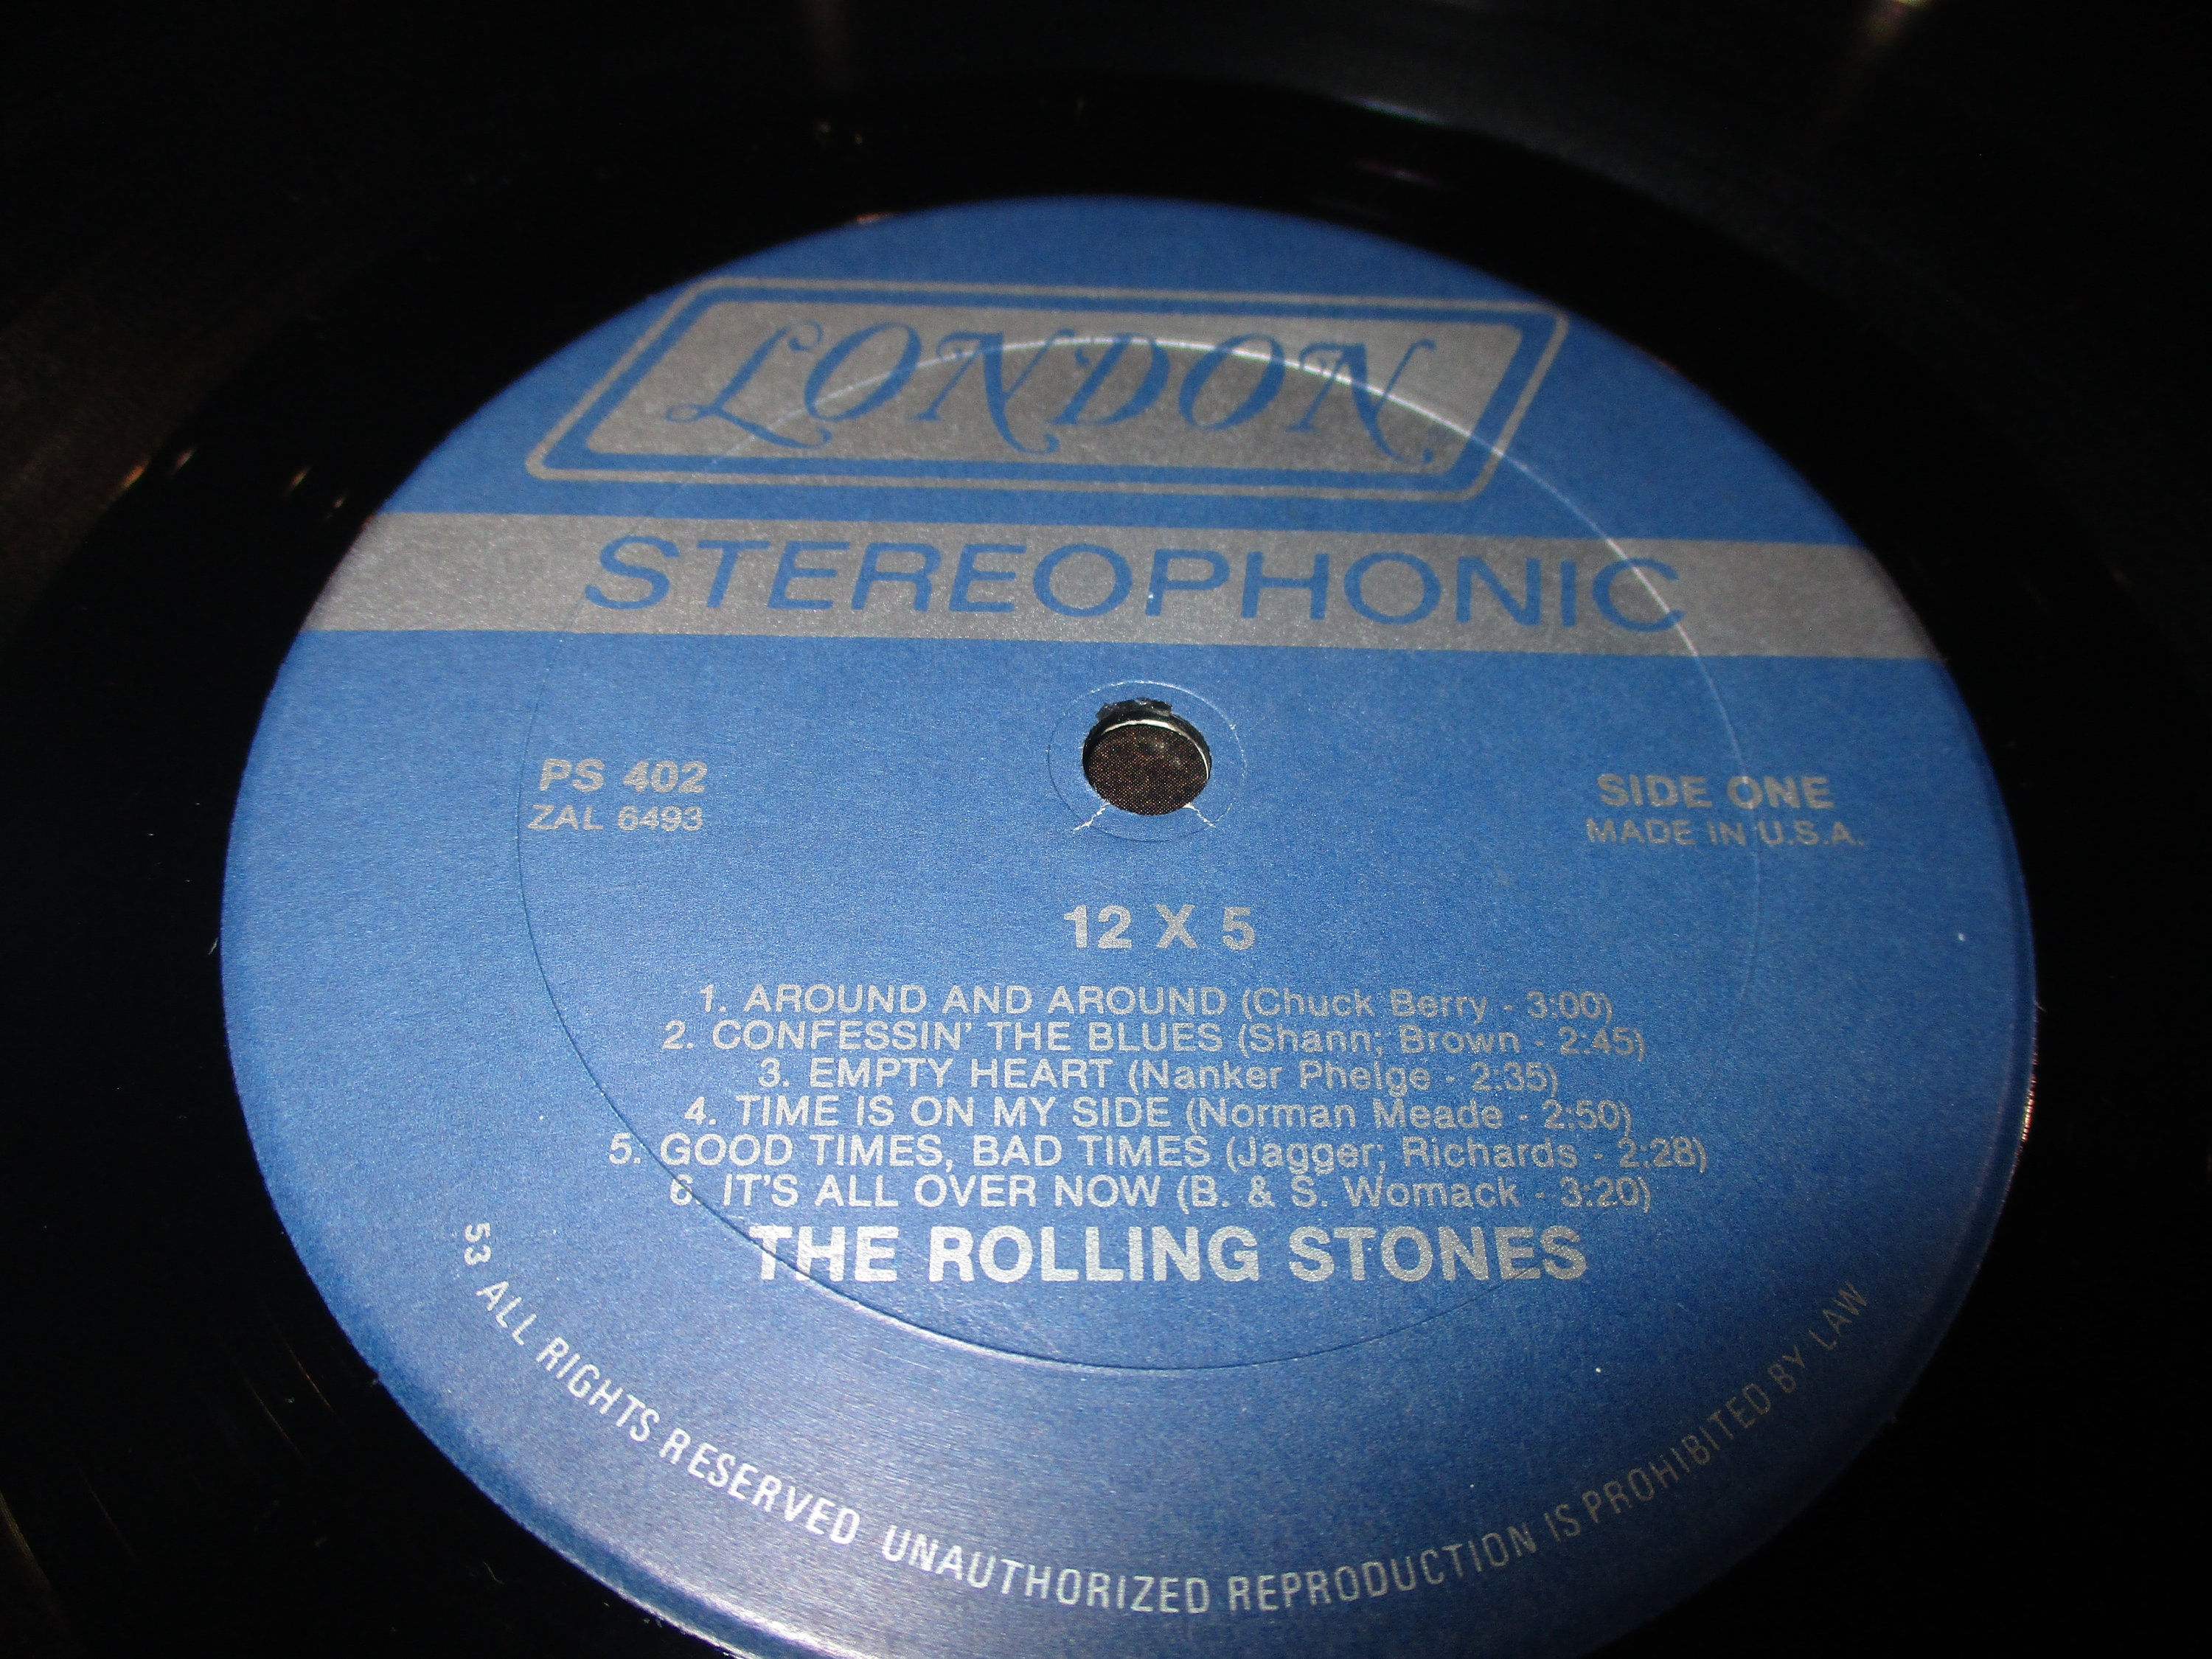 LONDON
STEREOPHONIC
PS 402
ZAL 6493
SIDE ONE
MADE IN U.S.A.
12 X 5
1. AROUND AND AROUND (Chuck Berry - 3:00)
2. CONFESSIN' THE BLUES (Shann; Brown - 2:45)
3. EMPTY HEART (Nanker Phelge - 2:35)
4. TIME IS ON MY SIDE (Norman Meade - 2:50)
5. GOOD TIMES, BAD TIMES (Jagger; Richards - 2:28)
6. IT'S ALL OVER NOW (B. & S. Womack - 3:20)
THE ROLLING STONES
53 ALL RIGHTS RESERVED UNAUTHORIZED REPRODUCTION IS PROHIBITED BY LAW